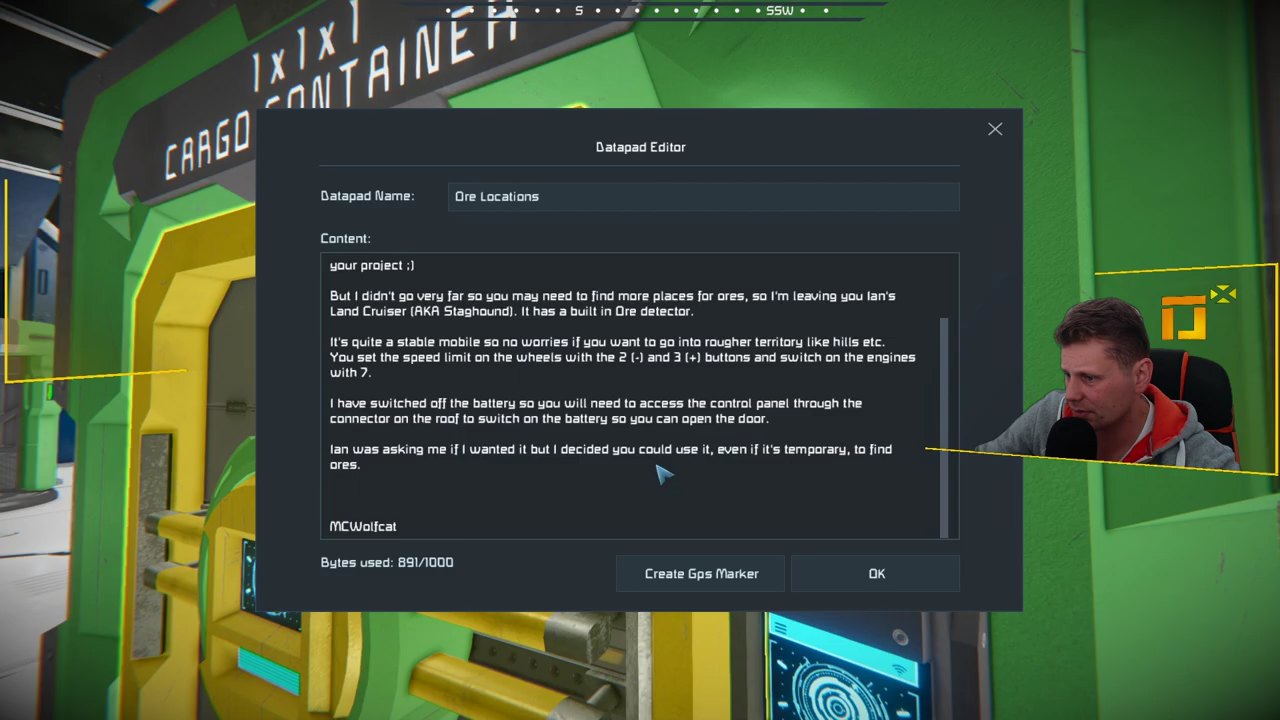 S
SSW
1x1x1
CARGO CONTAINER
Datapad Editor
Datapad Name:
Ore Locations
Content:
your project ;)
But I didn't go very far so you may need to find more places for ores, so I'm leaving you Ian's
Land Cruiser (AKA Staghound). It has a built in Ore detector.
It's quite a stable mobile so no worries if you want to go into rougher territory like hills etc.
You set the speed limit on the wheels with the 2 (-) and 3 (+) buttons and switch on the engines
with 7.
I have switched off the battery so you will need to access the control panel through the
connector on the roof to switch on the battery so you can open the door.
Ian was asking me if I wanted it but I decided you could use it, even if it's temporary, to find
ores.
MCWolfcat
Bytes used: 891/1000
Create Gps Marker
OK